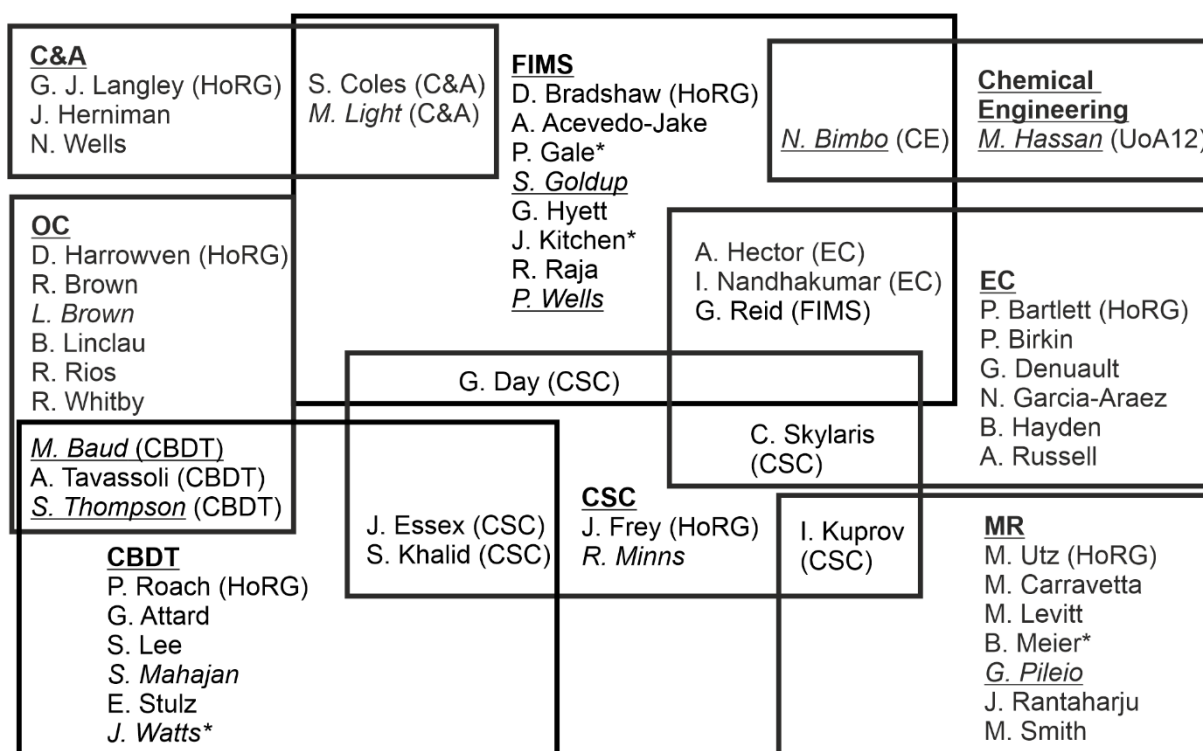 C&A
G. J. Langley (HoRG)
J. Herniman
N. Wells
S. Coles (C&A)
M. Light (C&A)
FIMS
D. Bradshaw (HoRG)
A. Acevedo-Jake
P. Gale*
S. Goldup
G. Hyett
J. Kitchen*
R. Raja
P. Wells
N. Bimbo (CE)
Chemical
Engineering
M. Hassan (UoA12)
OC
D. Harrowven (HoRG)
R. Brown
L. Brown
B. Linclau
R. Rios
R. Whitby
A. Hector (EC)
I. Nandhakumar (EC)
G. Reid (FIMS)
EC
P. Bartlett (HoRG)
P. Birkin
G. Denuault
N. Garcia-Araez
B. Hayden
A. Russell
G. Day (CSC)
C. Skylaris
(CSC)
M. Baud (CBDT)
A. Tavassoli (CBDT)
S. Thompson (CBDT)
J. Essex (CSC)
S. Khalid (CSC)
CSC
J. Frey (HoRG)
R. Minns
I. Kuprov
(CSC)
CBDT
P. Roach (HoRG)
G. Attard
S. Lee
S. Mahajan
E. Stulz
J. Watts*
MR
M. Utz (HoRG)
M. Carravetta
M. Levitt
B. Meier*
G. Pileio
J. Rantaharju
M. Smith